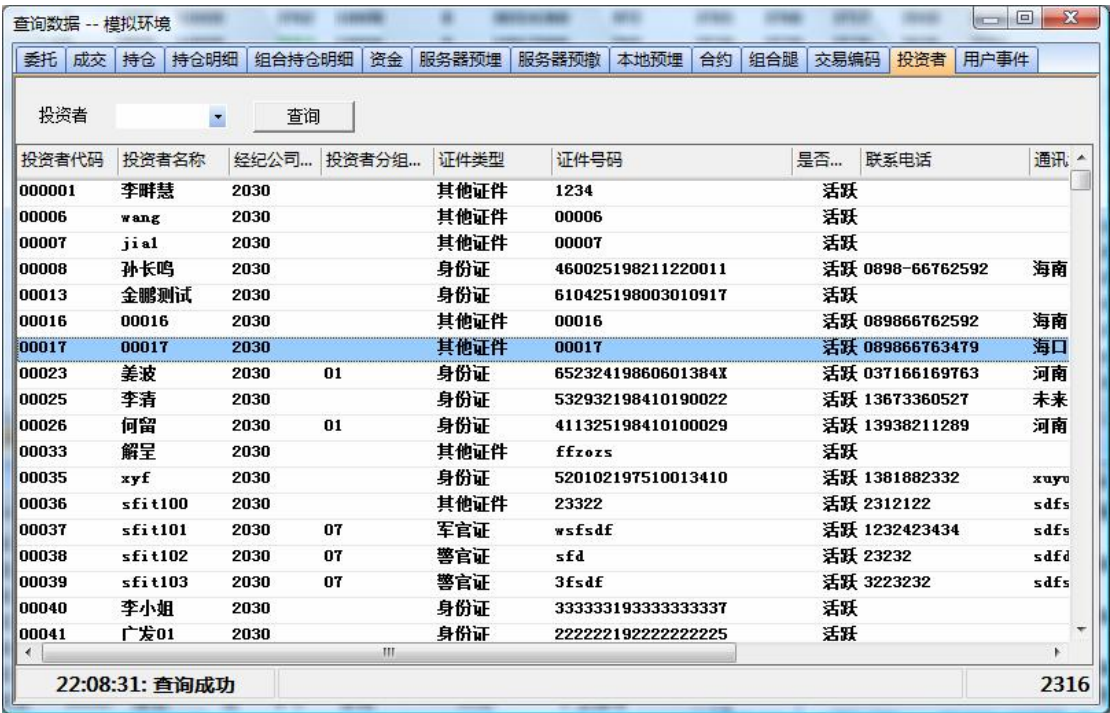 查询数据 -- 模拟环境
委托 成交 持仓 持仓明细 组合持仓明细 资金 服务器预埋 服务器预撤 本地预埋 合约 组合腿 交易编码 投资者 用户事件
投资者 查询
投资者代码 投资者名称 经纪公司... 投资者分组... 证件类型 证件号码 是否... 联系电话 通讯
000001 李畔慧 2030 其他证件 1234 活跃
00006 wang 2030 其他证件 00006 活跃
00007 jial 2030 其他证件 00007 活跃
00008 孙长鸣 2030 身份证 460025198211220011 活跃 0898-66762592 海南
00013 金鹏测试 2030 身份证 610425198003010917 活跃
00016 00016 2030 其他证件 00016 活跃 089866762592 海南
00017 00017 2030 其他证件 00017 活跃 089866763479 海口
00023 姜波 2030 01 身份证 65232419860601384X 活跃 037166169763 河南
00025 李清 2030 身份证 532932198410190022 活跃 13673360527 未来
00026 何留 2030 01 身份证 411325198410100029 活跃 13938211289 河南
00033 解呈 2030 其他证件 ffzozs 活跃
00035 xyf 2030 身份证 520102197510013410 活跃 1381882332 xuyu
00036 sfit100 2030 其他证件 23322 活跃 2312122 sdfs
00037 sfit101 2030 07 军官证 wsfsdf 活跃 1232423434 sdfs
00038 sfit102 2030 07 警官证 sfd 活跃 23232 sdfd
00039 sfit103 2030 07 警官证 3fsdf 活跃 3223232 sdfs
00040 李小姐 2030 身份证 333333193333333337 活跃
00041 广发01 2030 身份证 222222192222222225 活跃
22:08:31: 查询成功 2316